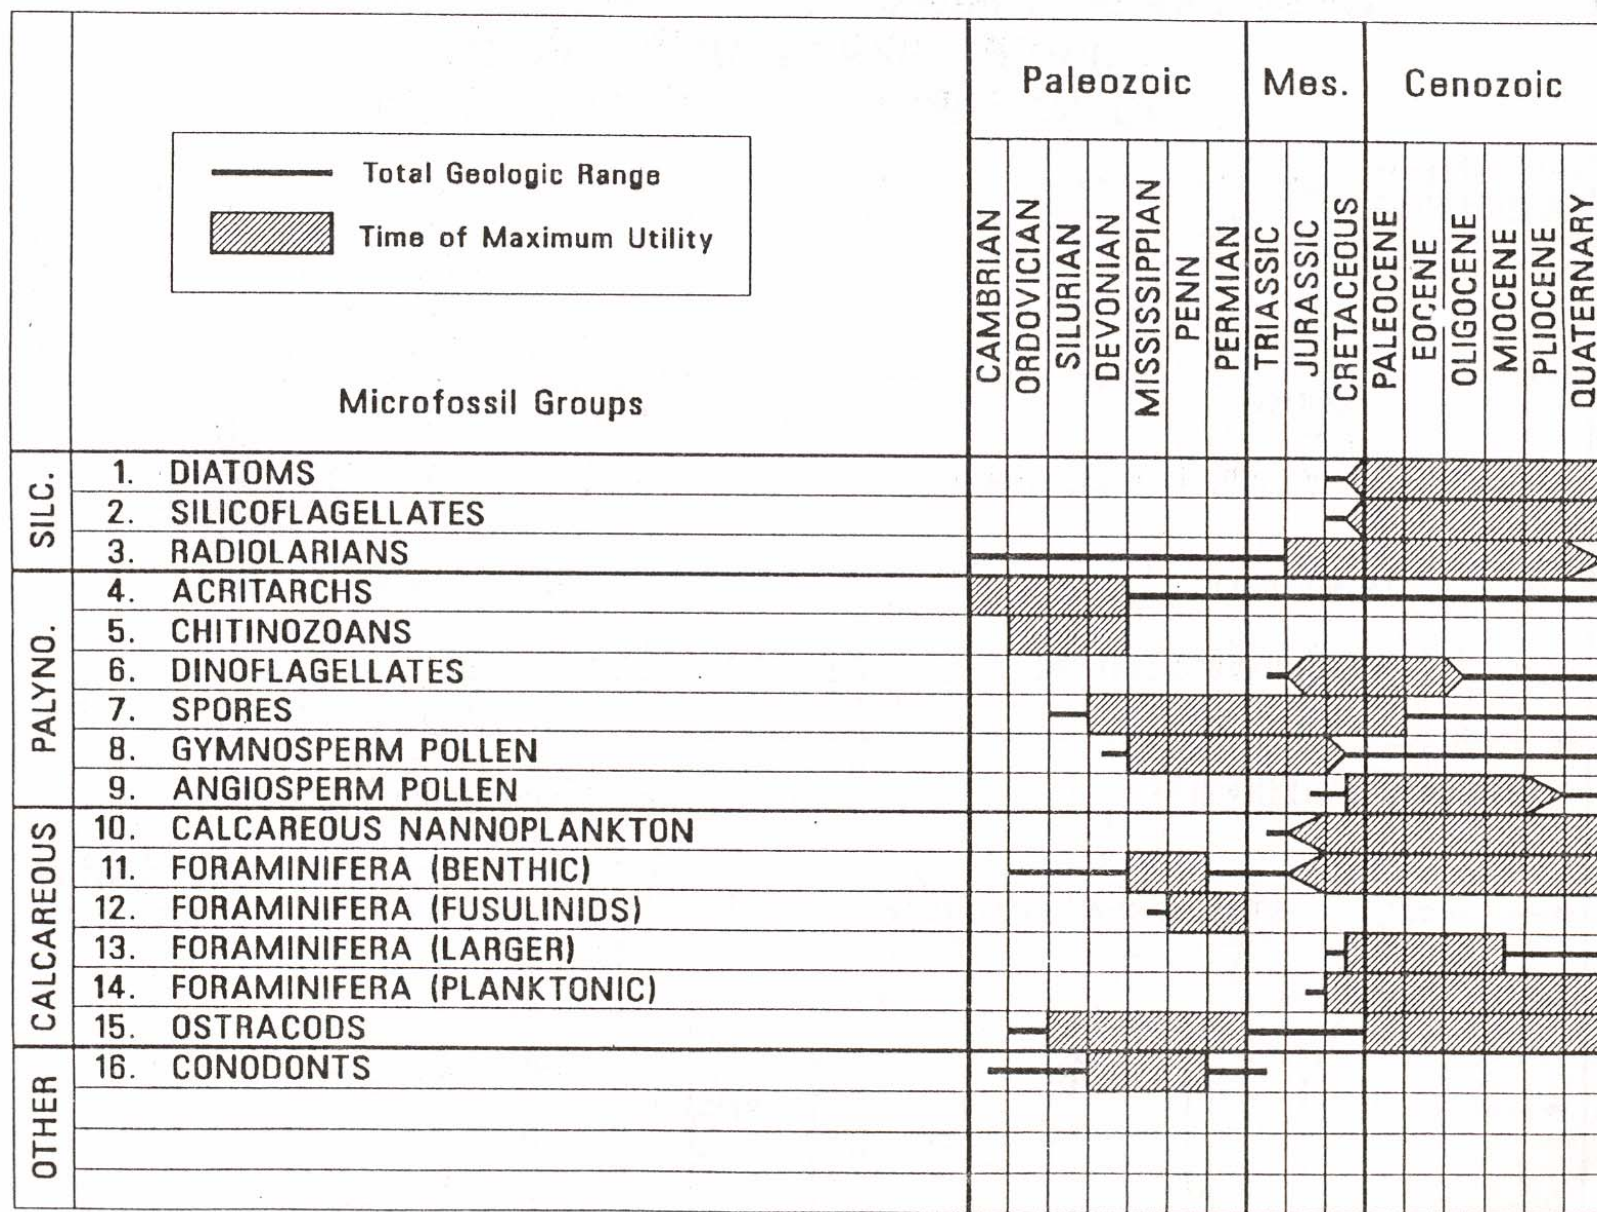 Paleozoic Mes. Cenozoic
Total Geologic Range
Time of Maximum Utility
Microfossil Groups
CAMBRIAN
ORDOVICIAN
SILURIAN
DEVONIAN
MISSISSIPPIAN
PENN
PERMIAN
TRIASSIC
JURASSIC
CRETACEOUS
PALEOCENE
EOCENE
OLIGOCENE
MIOCENE
PLIOCENE
QUATERNARY
SILC.
1. DIATOMS
2. SILICOFLAGELLATES
3. RADIOLARIANS
PALYNO.
4. ACRITARCHS
5. CHITINOZOANS
6. DINOFLAGELLATES
7. SPORES
8. GYMNOSPERM POLLEN
9. ANGIOSPERM POLLEN
CALCAREOUS
10. CALCAREOUS NANNOPLANKTON
11. FORAMINIFERA (BENTHIC)
12. FORAMINIFERA (FUSULINIDS)
13. FORAMINIFERA (LARGER)
14. FORAMINIFERA (PLANKTONIC)
15. OSTRACODS
OTHER
16. CONODONTS